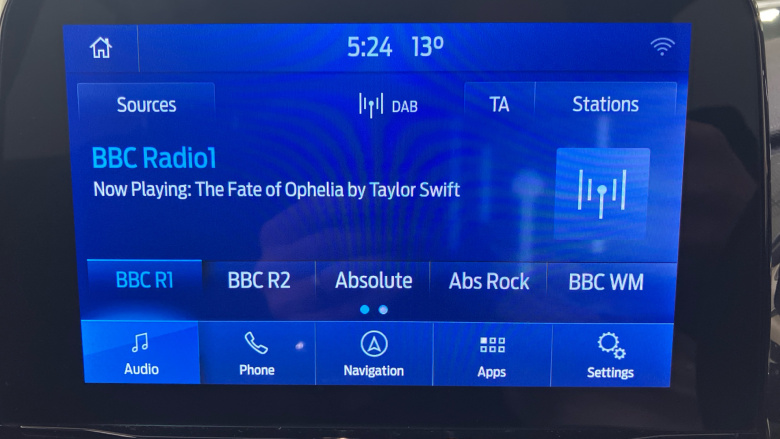 5:24 13º
Sources
DAB
TA
Stations
BBC Radio1
Now Playing: The Fate of Ophelia by Taylor Swift
BBC R1 BBC R2 Absolute Abs Rock BBC WM
Audio Phone Navigation Apps Settings